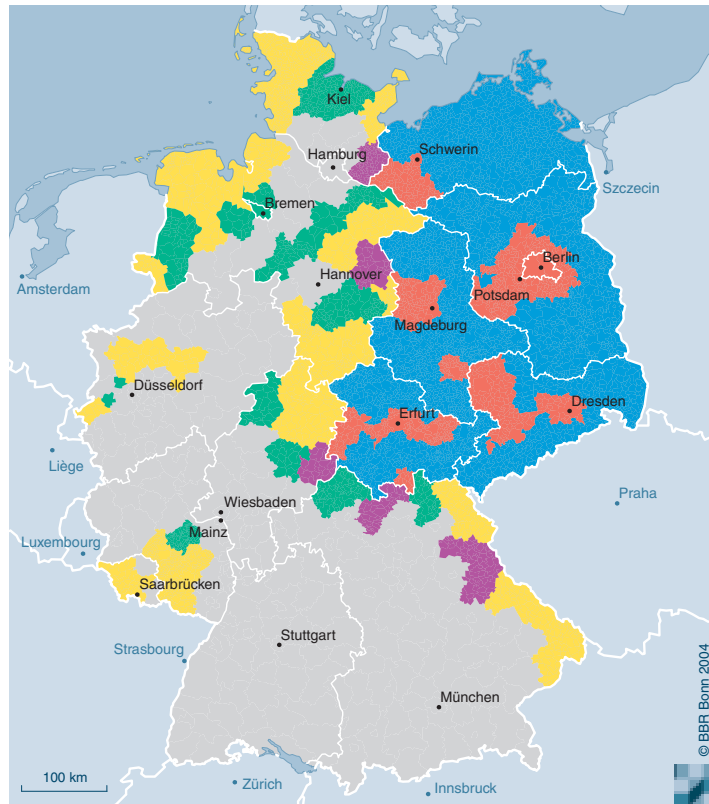 Kiel
Schwerin
Hamburg
Szczecin
Bremen
Berlin
Hannover
Amsterdam
Potsdam
Magdeburg
Düsseldorf
Dresden
Erfurt
Liège
Praha
Wiesbaden
Mainz
Luxembourg
Saarbrücken
Stuttgart
Strasbourg
München
© BBR Bonn 2004
100 km
Zürich
Innsbruck